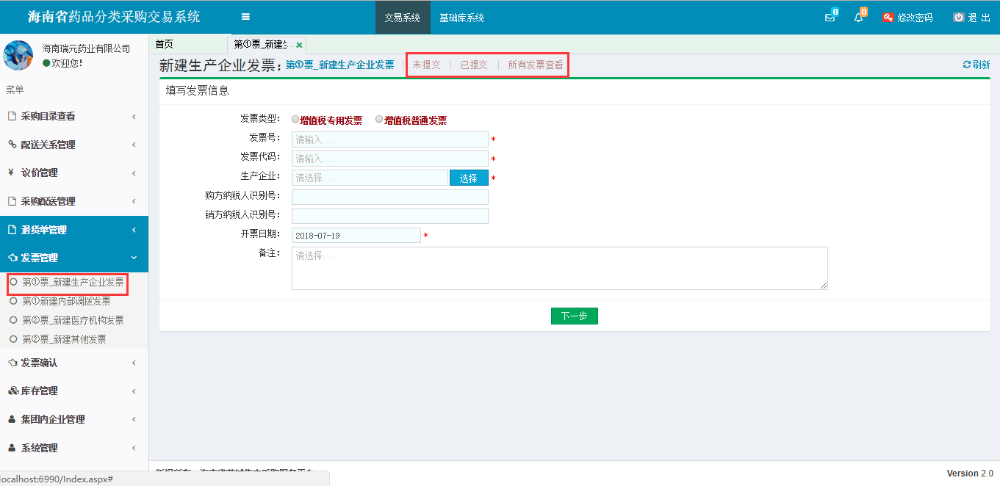 海南省药品分类采购交易系统
交易系统 基础库系统
0 0 修改密码 退 出
海南瑞元药业有限公司
欢迎您!
菜单
采购目录查看
配送关系管理
¥ 议价管理
采购配送管理
退货单管理
发票管理
第①票_新建生产企业发票
第①新建内部调拨发票
第②票_新建医疗机构发票
第②票_新建其他发票
发票确认
库存管理
集团内企业管理
系统管理
首页 第①票_新建生.. ×
新建生产企业发票: 第①票_新建生产企业发票 | 未提交 | 已提交 | 所有发票查看 刷新
填写发票信息
发票类型: 增值税专用发票 增值税普通发票
发票号: 请输入... *
发票代码: 请输入... *
生产企业: 请选择... 选择 *
购方纳税人识别号:
销方纳税人识别号:
开票日期: 2018-07-19 *
备注: 请选择...
下一步
Version 2.0
localhost:6990/Index.aspx#